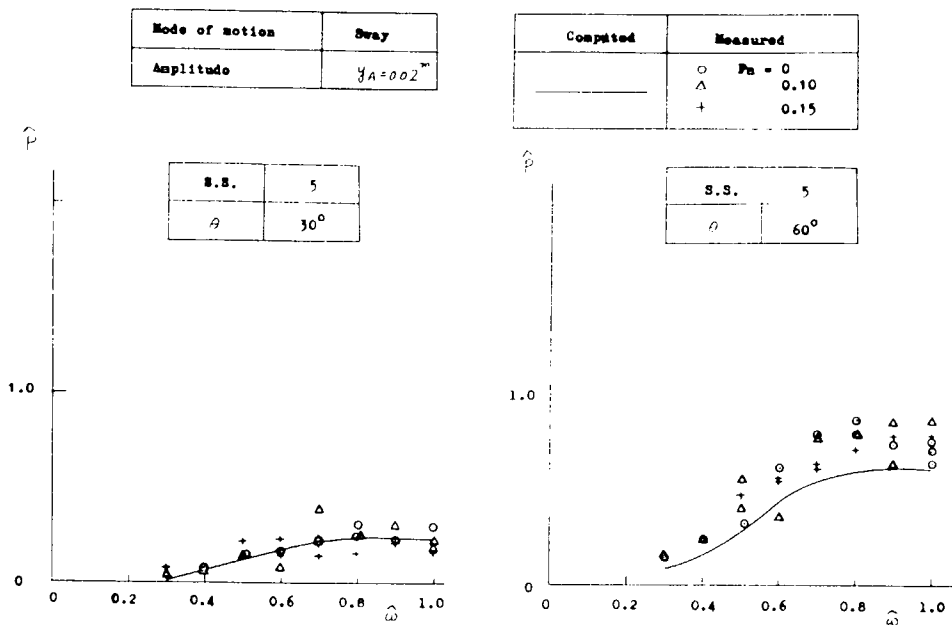 Mode of motion Sway
Amplitude y_A=0.02 m
Computed Measured
○ Fn = 0
△ 0.10
+ 0.15
p̂
S.S. 5
θ 30°
1.0
0
0 0.2 0.4 0.6 0.8 1.0
ω̂
p̂
S.S. 5
θ 60°
1.0
0
0 0.2 0.4 0.6 0.8 1.0
ω̂